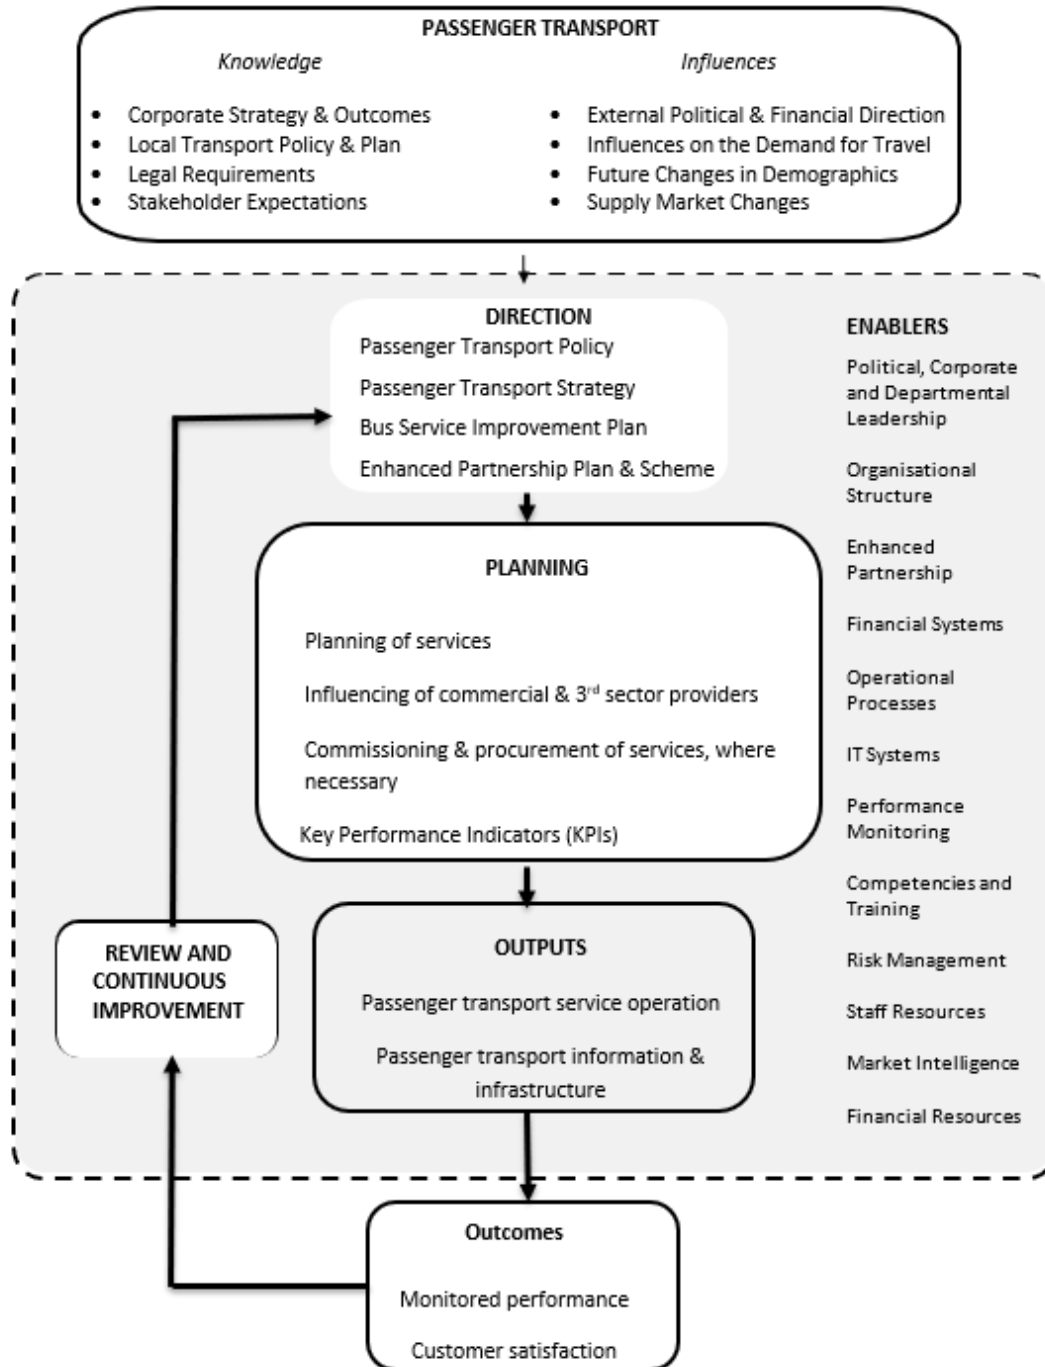 PASSENGER TRANSPORT
Knowledge
• Corporate Strategy & Outcomes
• Local Transport Policy & Plan
• Legal Requirements
• Stakeholder Expectations
Influences
• External Political & Financial Direction
• Influences on the Demand for Travel
• Future Changes in Demographics
• Supply Market Changes
DIRECTION
Passenger Transport Policy
Passenger Transport Strategy
Bus Service Improvement Plan
Enhanced Partnership Plan & Scheme
PLANNING
Planning of services
Influencing of commercial & 3rd sector providers
Commissioning & procurement of services, where
necessary
Key Performance Indicators (KPIs)
OUTPUTS
Passenger transport service operation
Passenger transport information &
infrastructure
Outcomes
Monitored performance
Customer satisfaction
REVIEW AND
CONTINUOUS
IMPROVEMENT
ENABLERS
Political, Corporate
and Departmental
Leadership
Organisational
Structure
Enhanced
Partnership
Financial Systems
Operational
Processes
IT Systems
Performance
Monitoring
Competencies and
Training
Risk Management
Staff Resources
Market Intelligence
Financial Resources